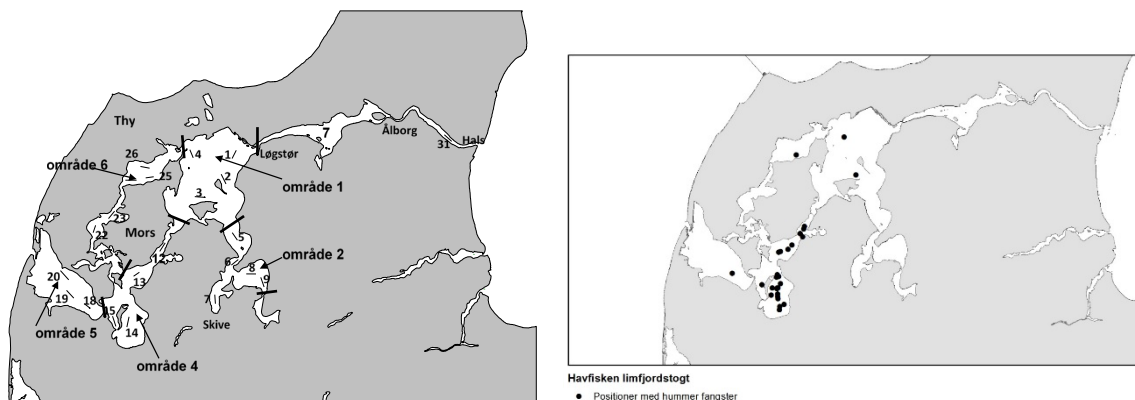 Thy
Ålborg
7
Hals
31
4
1
Løgstør
26
område 6
25
2
område 1
3
23
22
Mors
5
12
6
8
område 2
9
20
13
19
18
15
7
Skive
område 5
14
område 4
Havfisken limfjordstogt
Positioner med hummer fangster